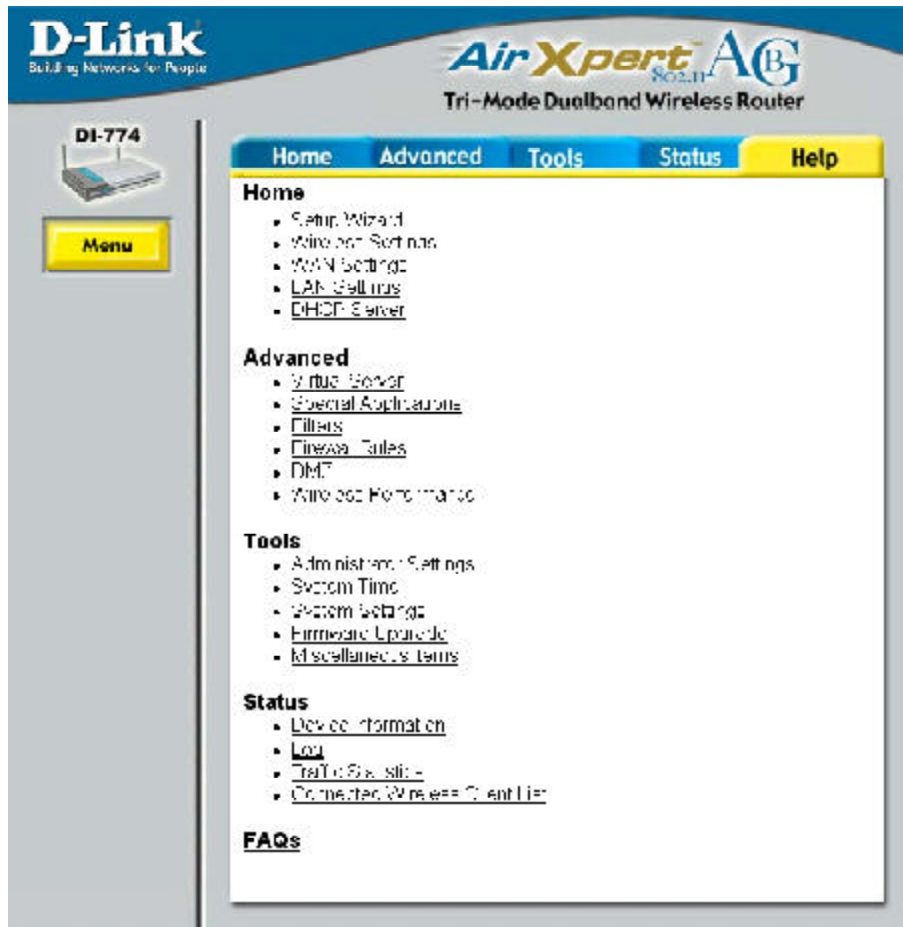 D-Link
Building Networks for People
Air Xpert 802.11 ABG
Tri-Mode Dualband Wireless Router
DI-774
Menu
Home Advanced Tools Status Help
Home
Setup Wizard
Wireless Settings
WAN Settings
LAN Settings
DHCP Server
Advanced
Virtual Server
Special Applications
Filters
Firewall Rules
DMZ
Wireless Performance
Tools
Administrator Settings
System Time
System Settings
Firmware Upgrade
Miscellaneous Items
Status
Device Information
Log
Traffic Statistics
Connected Wireless Client List
FAQs